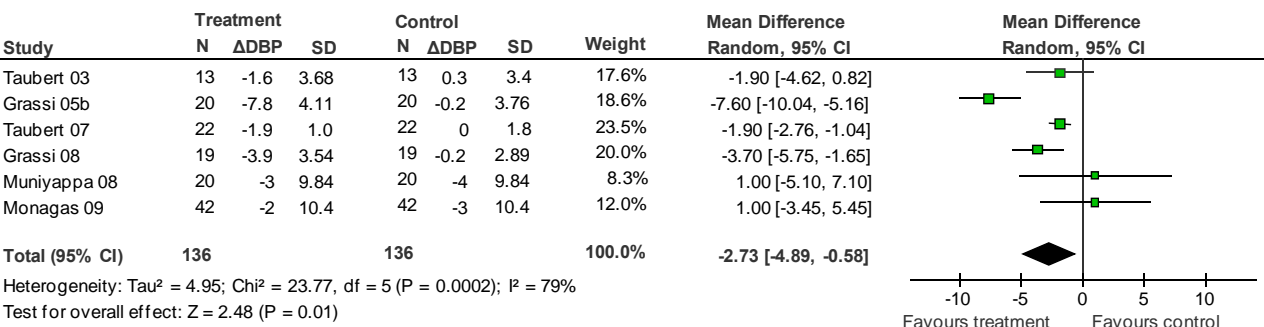 Treatment Control Mean Difference Mean Difference
Study N ΔDBP SD N ΔDBP SD Weight Random, 95% CI Random, 95% CI
Taubert 03 13 -1.6 3.68 13 0.3 3.4 17.6% -1.90 [-4.62, 0.82]
Grassi 05b 20 -7.8 4.11 20 -0.2 3.76 18.6% -7.60 [-10.04, -5.16]
Taubert 07 22 -1.9 1.0 22 0 1.8 23.5% -1.90 [-2.76, -1.04]
Grassi 08 19 -3.9 3.54 19 -0.2 2.89 20.0% -3.70 [-5.75, -1.65]
Muniyappa 08 20 -3 9.84 20 -4 9.84 8.3% 1.00 [-5.10, 7.10]
Monagas 09 42 -2 10.4 42 -3 10.4 12.0% 1.00 [-3.45, 5.45]
Total (95% CI) 136 136 100.0% -2.73 [-4.89, -0.58]
Heterogeneity: Tau² = 4.95; Chi² = 23.77, df = 5 (P = 0.0002); I² = 79%
Test for overall effect: Z = 2.48 (P = 0.01)
-10 -5 0 5 10
Favours treatment Favours control